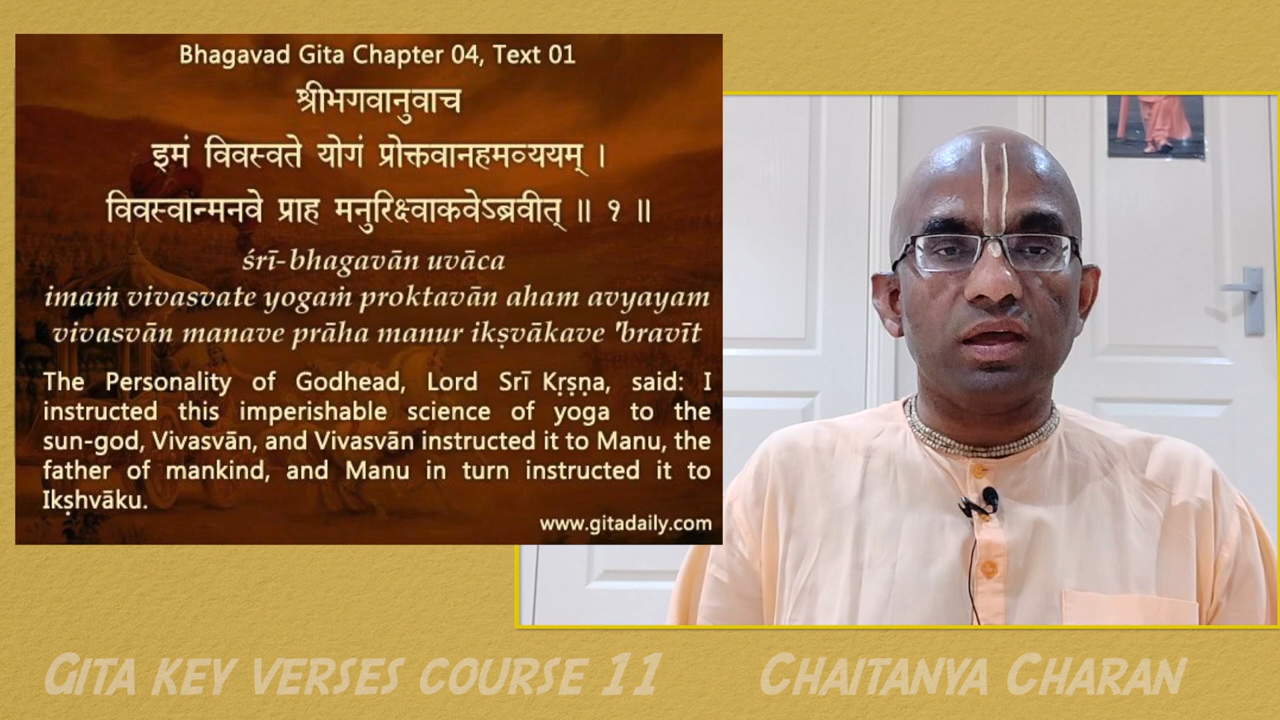 Bhagavad Gita Chapter 04, Text 01
श्रीभगवानुवाच
इमं विवस्वते योगं प्रोक्तवानहमव्ययम् ।
विवस्वान्मनवे प्राह मनुरिक्ष्वाकवेऽब्रवीत् ॥ १ ॥
śrī-bhagavān uvāca
imaṁ vivasvate yogaṁ proktavān aham avyayam
vivasvān manave prāha manur ikṣvākave 'bravīt
The Personality of Godhead, Lord Srī Kṛṣṇa, said: I
instructed this imperishable science of yoga to the
sun-god, Vivasvān, and Vivasvān instructed it to Manu, the
father of mankind, and Manu in turn instructed it to
Ikṣhvāku.
www.gitadaily.com
GITA KEY VERSES COURSE 11
CHAITANYA CHARAN